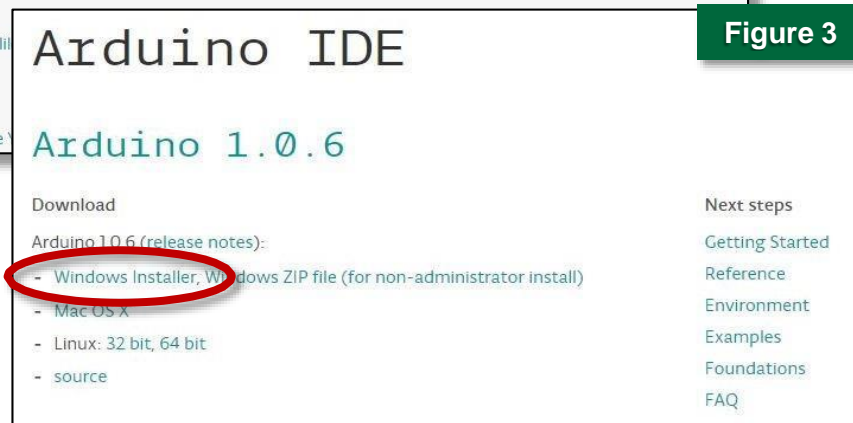 Figure 3
Arduino IDE
Arduino 1.0.6
Download
Arduino 1.0.6 (release notes):
- Windows Installer, Windows ZIP file (for non-administrator install)
- Mac OS X
- Linux: 32 bit, 64 bit
- source
Next steps
Getting Started
Reference
Environment
Examples
Foundations
FAQ